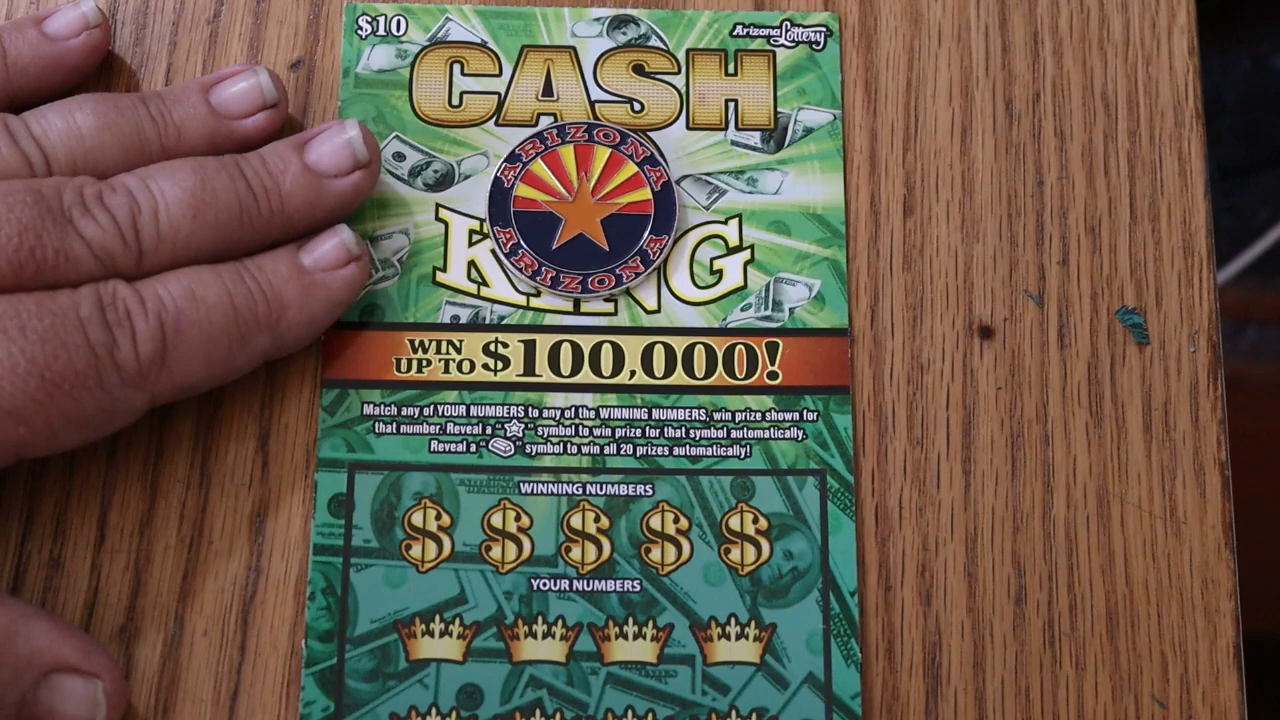 $10
Arizona Lottery
CASH
ARIZONA
KING
ARIZONA
WIN
UP TO $100,000!
Match any of YOUR NUMBERS to any of the WINNING NUMBERS, win prize shown for
that number. Reveal a “ ” symbol to win prize for that symbol automatically.
Reveal a “ ” symbol to win all 20 prizes automatically!
WINNING NUMBERS
$ $ $ $ $
YOUR NUMBERS